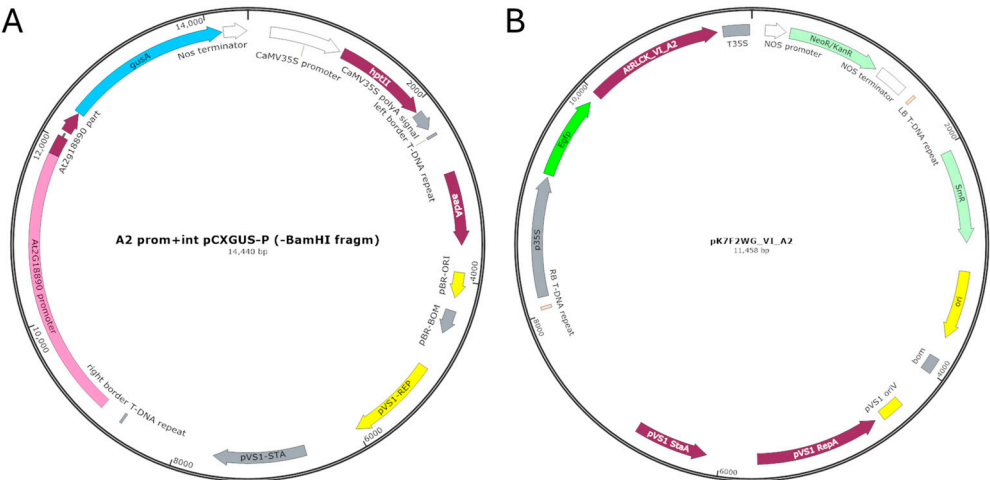 A
14,000
gusA
Nos terminator
CaMV35S promoter
hptII
CaMV35S polyA signal
2000
left border T-DNA repeat
12,000
At2g18890 part
aadA
A2 prom+int pCXGUS-P (-BamHI fragm)
14,440 bp
pBR-ORI
4000
At2G18890 promoter
pBR-BOM
10,000
right border T-DNA repeat
pVS1-REP
6000
pVS1-STA
8000
B
AtRLCK_VI_A2
T35S
NOS promoter
NeoR/KanR
NOS terminator
10,000
LB T-DNA repeat
2000
Egfp
SmR
p35S
pK7F2WG_VI_A2
11,458 bp
RB T-DNA repeat
8000
ori
bom
4000
pVS1 oriV
pVS1 StaA
pVS1 RepA
6000